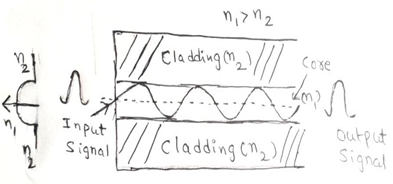 n₁ > n₂
n₂
n₁
n₂
Cladding (n₂)
Core
(n₁)
Input
Signal
Cladding (n₂)
Output
Signal